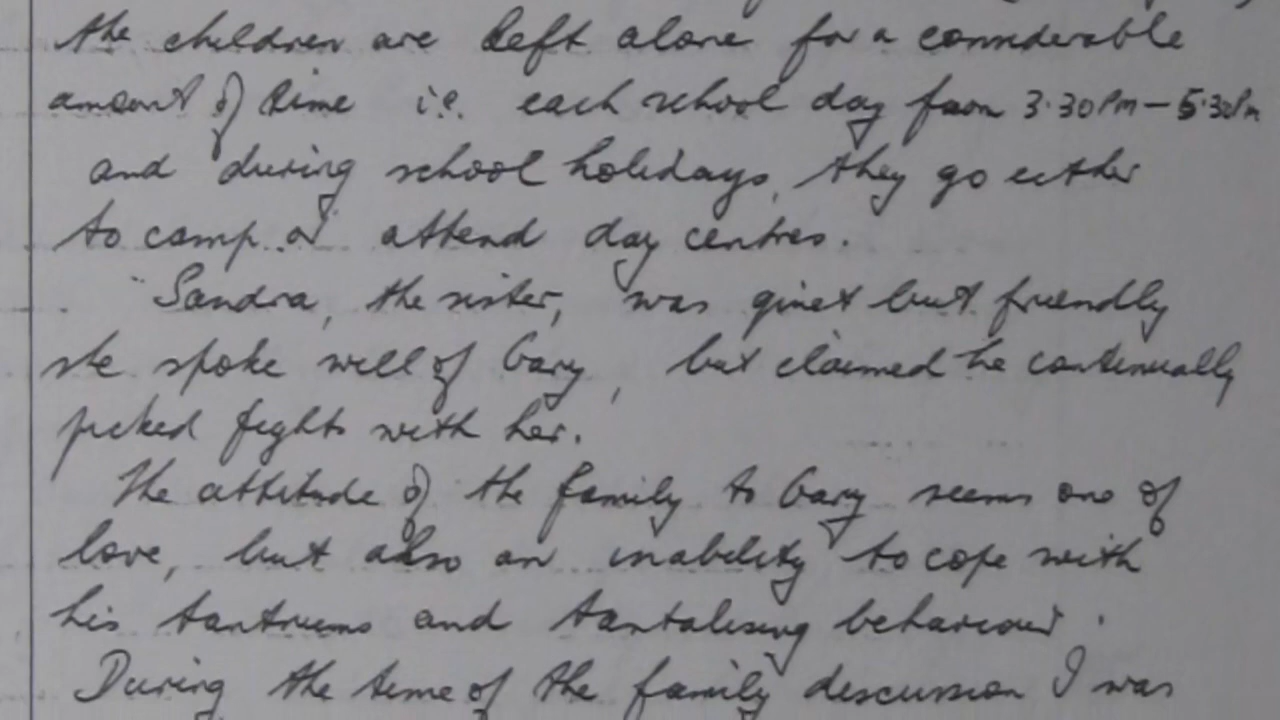 the children are left alone for a considerable
amount of time i.e. each school day from 3.30 Pm - 5.30 Pm
and during school holidays, they go either
to camp or attend day centres.
Sandra, the sister, was quiet but friendly
she spoke well of Gary, but claimed he continually
picked fights with her.
The attitude of the family to Gary seems one of
love, but also an inability to cope with
his tantrums and tantalising behaviour.
During the time of the family discussion I was